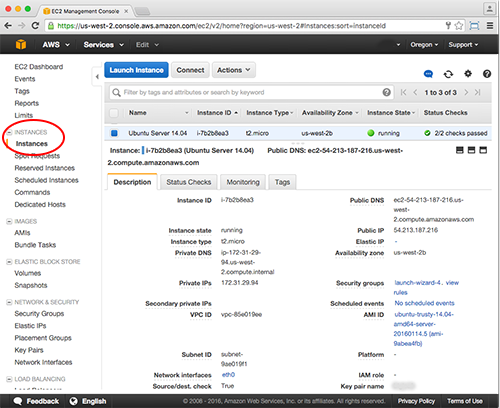 EC2 Management Console
https://us-west-2.console.aws.amazon.com/ec2/v2/home?region=us-west-2#Instances:sort=instanceId
AWS Services Edit Oregon Support
EC2 Dashboard
Events
Tags
Reports
Limits
INSTANCES
Instances
Spot Requests
Reserved Instances
Scheduled Instances
Commands
Dedicated Hosts
IMAGES
AMIs
Bundle Tasks
ELASTIC BLOCK STORE
Volumes
Snapshots
NETWORK & SECURITY
Security Groups
Elastic IPs
Placement Groups
Key Pairs
Network Interfaces
LOAD BALANCING
Launch Instance Connect Actions
Filter by tags and attributes or search by keyword 1 to 3 of 3
Name Instance ID Instance Type Availability Zone Instance State Status Checks
Ubuntu Server 14.04 i-7b2b8ea3 t2.micro us-west-2b running 2/2 checks passed
Instance: i-7b2b8ea3 (Ubuntu Server 14.04) Public DNS: ec2-54-213-187-216.us-west-
2.compute.amazonaws.com
Description Status Checks Monitoring Tags
Instance ID i-7b2b8ea3 Public DNS ec2-54-213-187-216.us-
west-
2.compute.amazonaws.com
Instance state running Public IP 54.213.187.216
Instance type t2.micro Elastic IP -
Private DNS ip-172-31-29- Availability zone us-west-2b
94.us-west-
2.compute.internal
Private IPs 172.31.29.94 Security groups launch-wizard-4. view
rules
Secondary private IPs Scheduled events No scheduled events
VPC ID vpc-85e019ee AMI ID ubuntu-trusty-14.04-
amd64-server-
20160114.5 (ami-
9abea4fb)
Subnet ID subnet- Platform -
9ae019f1
Network interfaces eth0 IAM role -
Source/dest. check True Key pair name
Feedback English © 2008 - 2016, Amazon Web Services, Inc. or its affiliates. All rights reserved. Privacy Policy Terms of Use